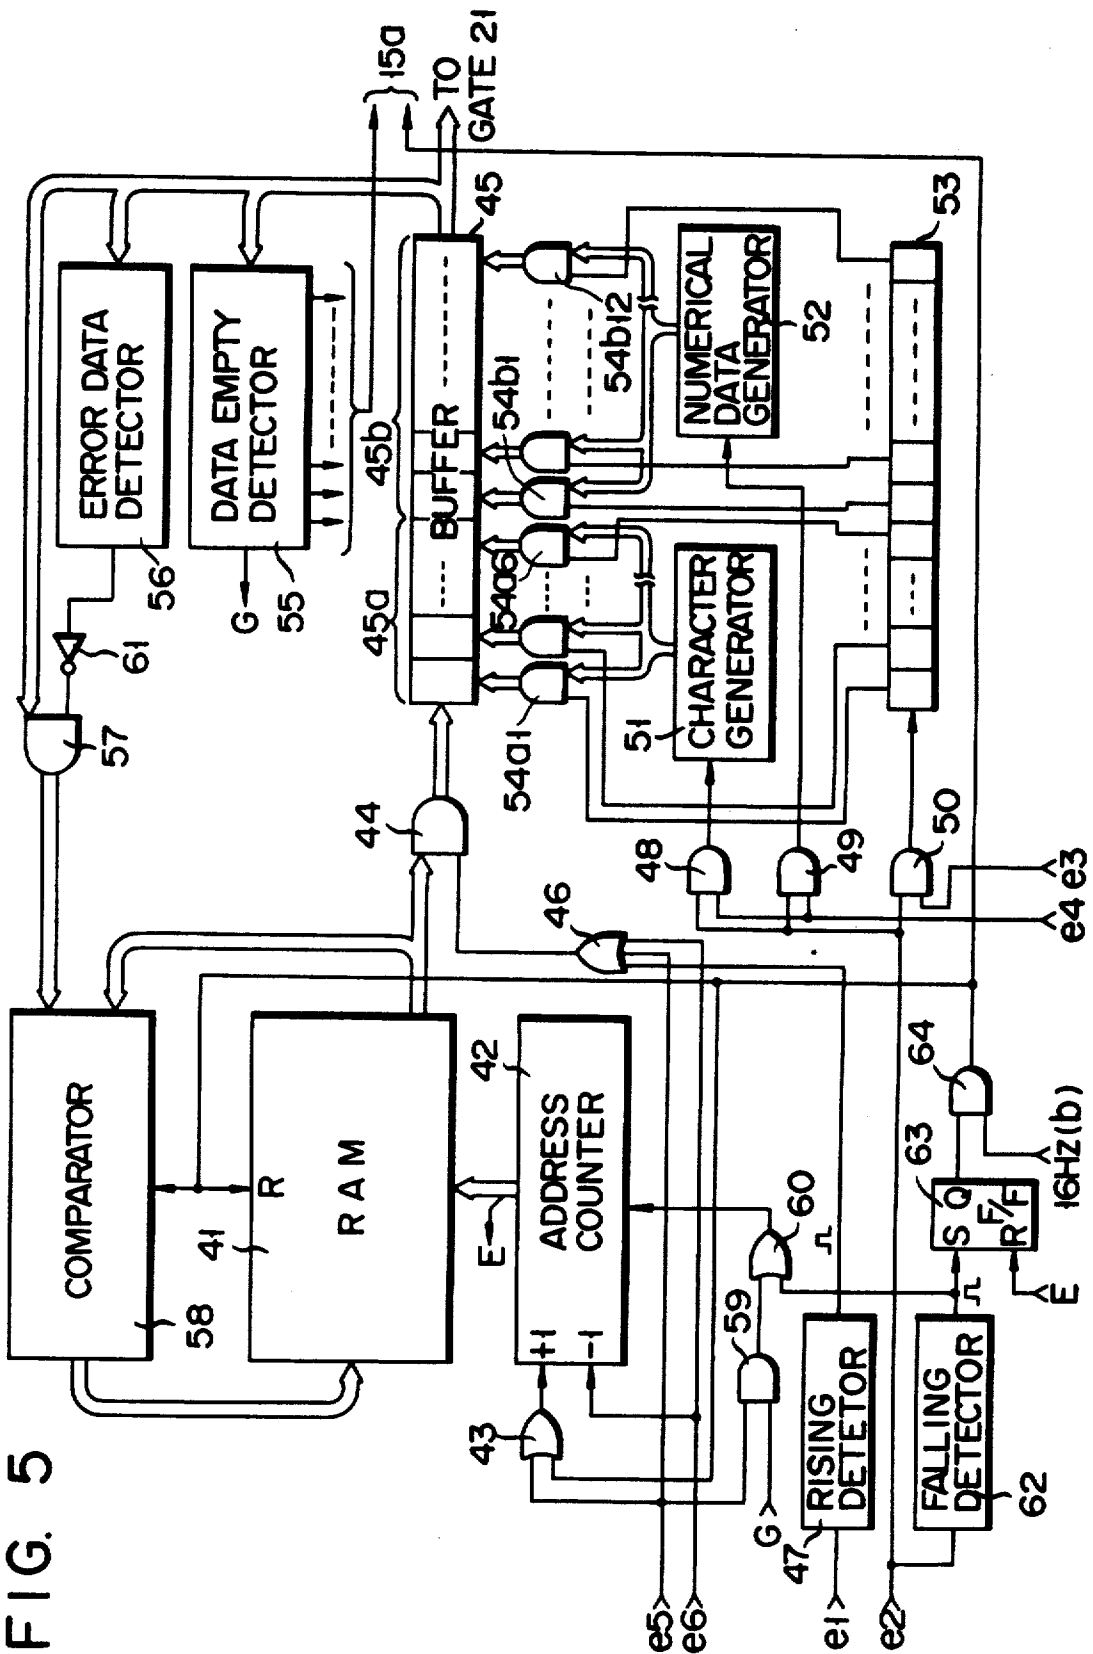 FIG. 5
COMPARATOR
58
57
61
56
ERROR DATA
DETECTOR
DATA EMPTY
DETECTOR
55
G
R
RAM
41
44
45a
45b
BUFFER
45
15a
TO
GATE 21
E
42
ADDRESS
COUNTER
+1
-1
43
46
54a1
54a6
54b1
54b12
51
CHARACTER
GENERATOR
NUMERICAL
DATA
GENERATOR
52
48
49
50
53
e5
e6
G
59
60
47
RISING
DETETOR
e1
e2
FALLING
DETECTOR
62
63
S
Q
F/F
R
E
64
16HZ(b)
e4
e3